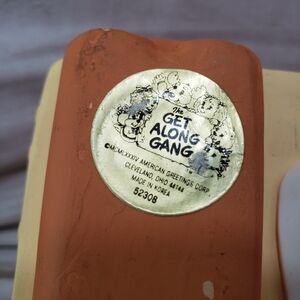 The
GET
ALONG
GANG
©MCMLXXXIV AMERICAN GREETINGS CORP.
CLEVELAND, OHIO 44144
MADE IN KOREA
52308